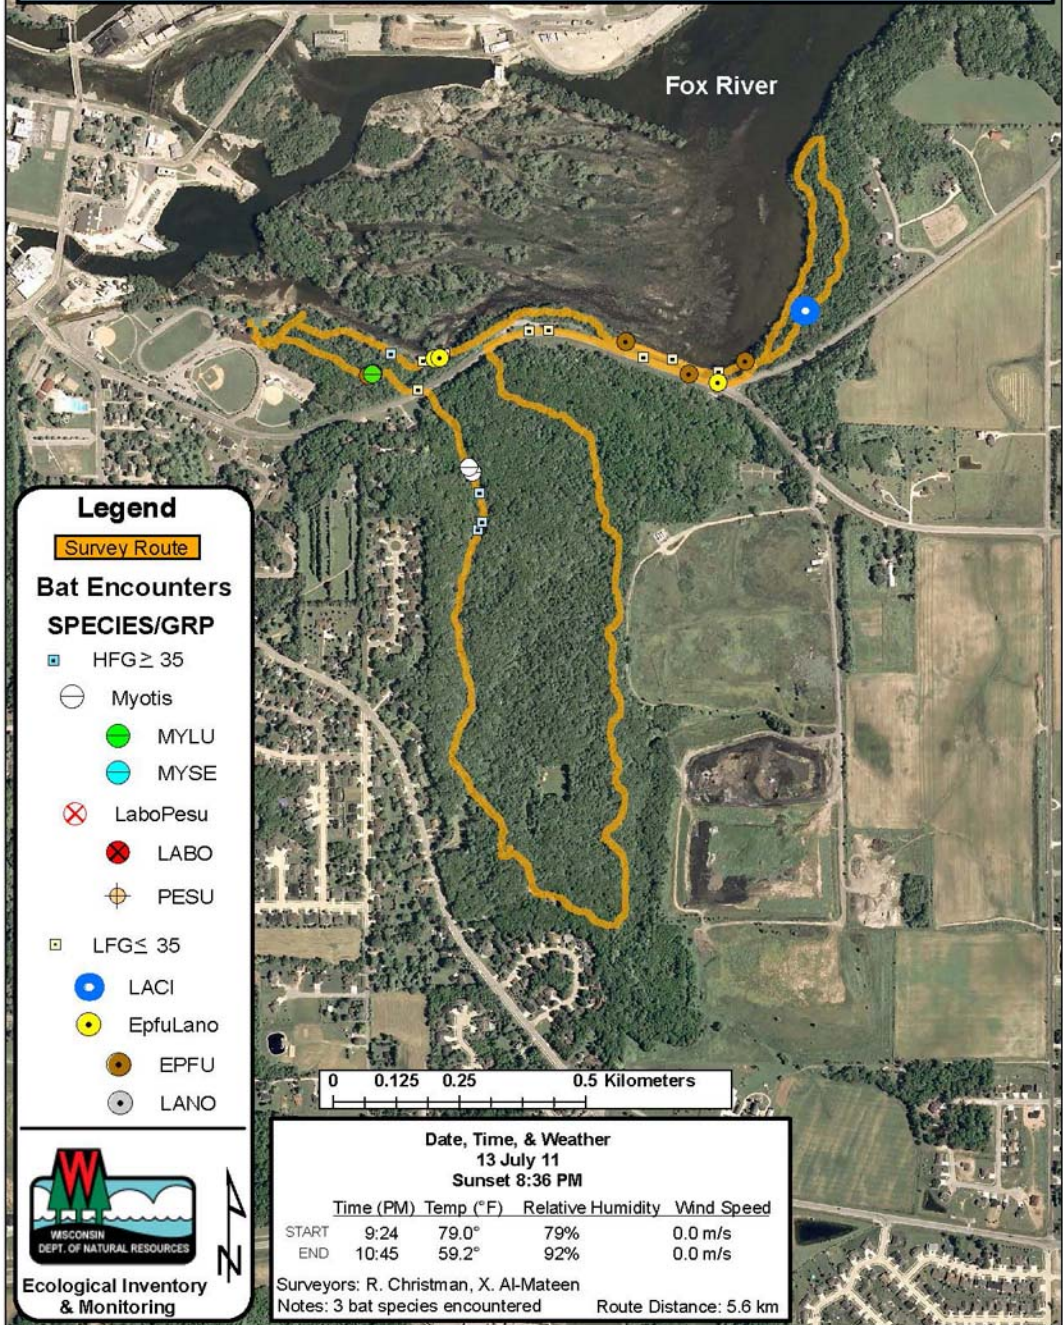 Fox River
Legend
Survey Route
Bat Encounters
SPECIES/GRP
HFG ≥ 35
Myotis
MYLU
MYSE
LaboPesu
LABO
PESU
LFG ≤ 35
LACI
EpfuLano
EPFU
LANO
W
WISCONSIN
DEPT. OF NATURAL RESOURCES
N
Ecological Inventory
& Monitoring
0 0.125 0.25 0.5 Kilometers
Date, Time, & Weather
13 July 11
Sunset 8:36 PM
Time (PM) Temp (°F) Relative Humidity Wind Speed
START 9:24 79.0° 79% 0.0 m/s
END 10:45 59.2° 92% 0.0 m/s
Surveyors: R. Christman, X. Al-Mateen
Notes: 3 bat species encountered Route Distance: 5.6 km